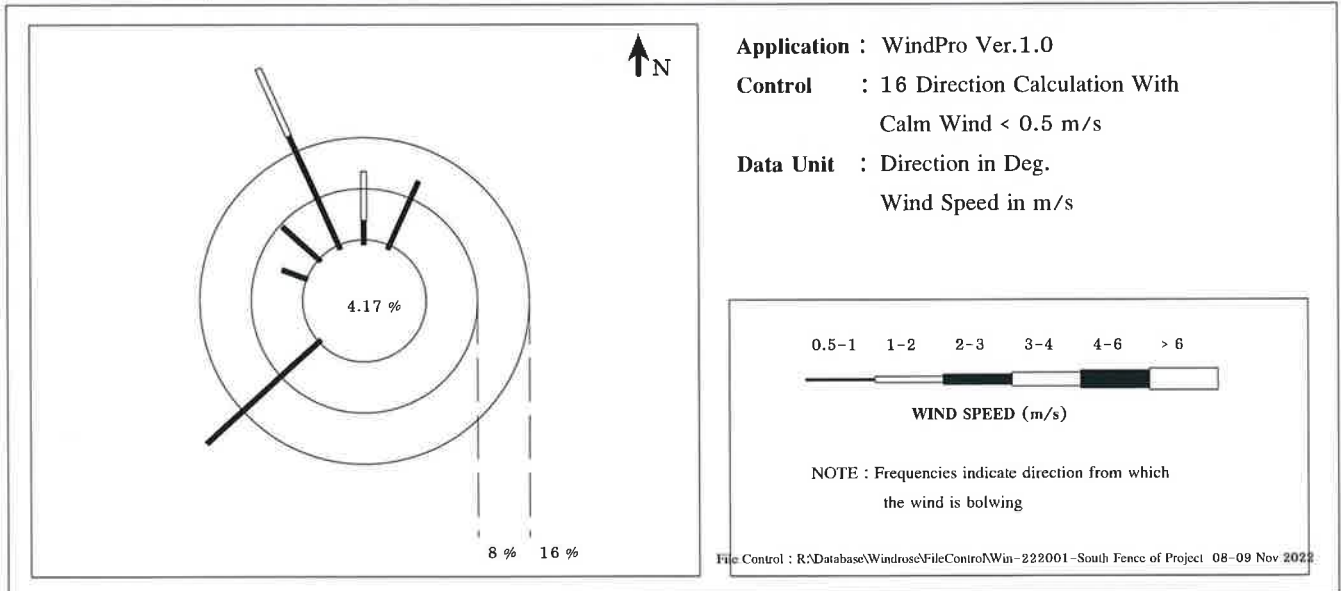 N
4.17 %
8 % 16 %
Application : WindPro Ver.1.0
Control : 16 Direction Calculation With
Calm Wind < 0.5 m/s
Data Unit : Direction in Deg.
Wind Speed in m/s
0.5-1 1-2 2-3 3-4 4-6 > 6
WIND SPEED (m/s)
NOTE : Frequencies indicate direction from which
the wind is bolwing
File Control : R:\Database\Windrose\FileControl\Win-222001-South Fence of Project 08-09 Nov 2022